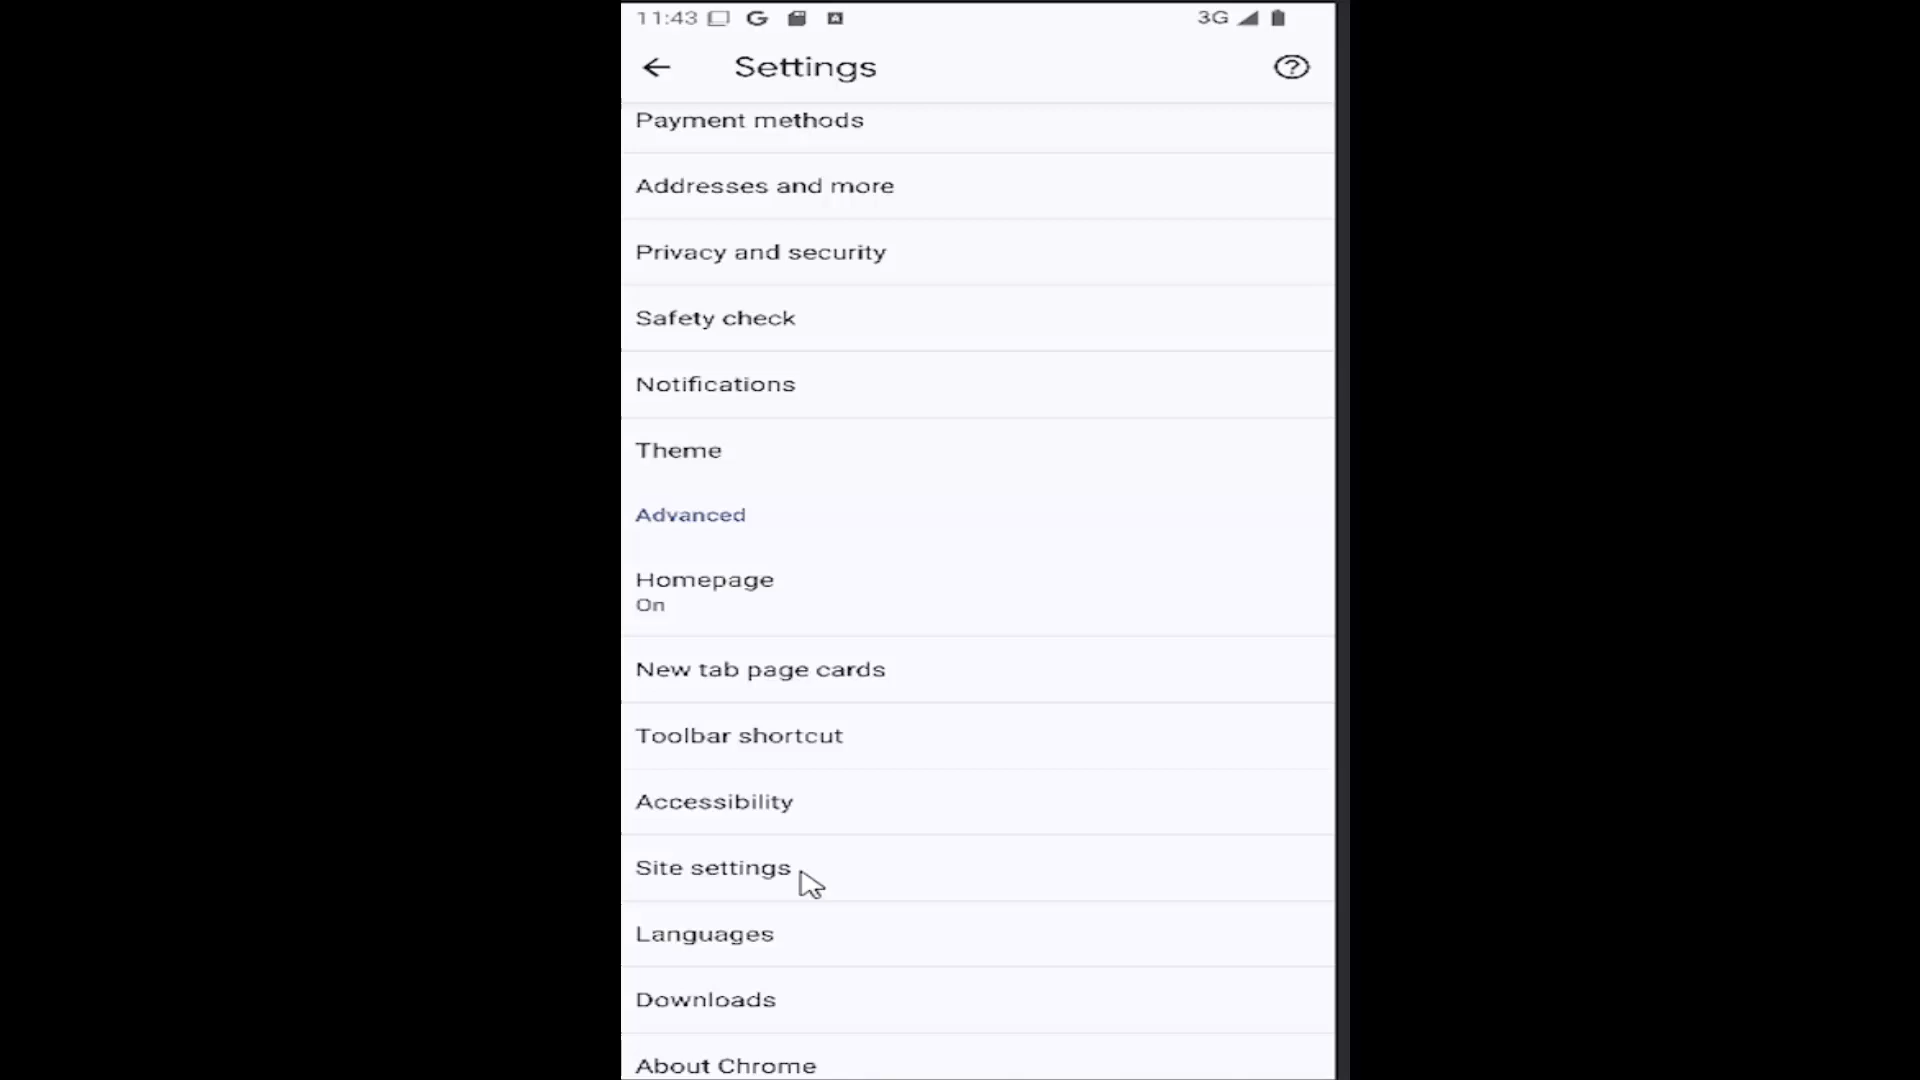 11:43 G A 3G
Settings
Payment methods
Addresses and more
Privacy and security
Safety check
Notifications
Theme
Advanced
Homepage
On
New tab page cards
Toolbar shortcut
Accessibility
Site settings
Languages
Downloads
About Chrome